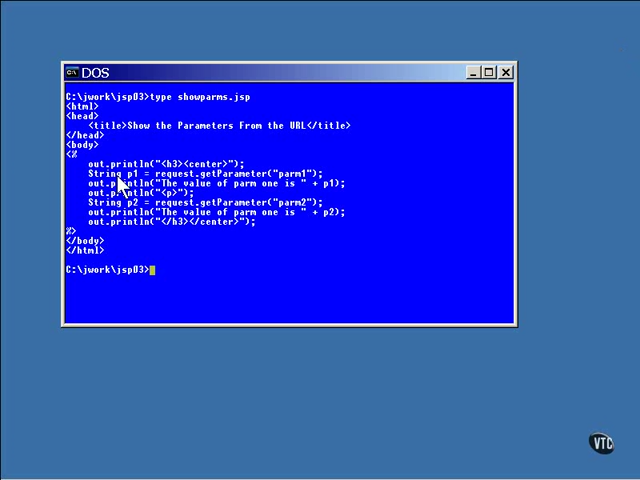 DOS
C:\jwork\jsp03>type showparms.jsp
<html>
<head>
<title>Show the Parameters From the URL</title>
</head>
<body>
<%
out.println("<h3><center>");
String p1 = request.getParameter("parm1");
out.println("The value of parm one is " + p1);
out.println("<p>");
String p2 = request.getParameter("parm2");
out.println("The value of parm one is " + p2);
out.println("</h3></center>");
%>
</body>
</html>
C:\jwork\jsp03>
VTC